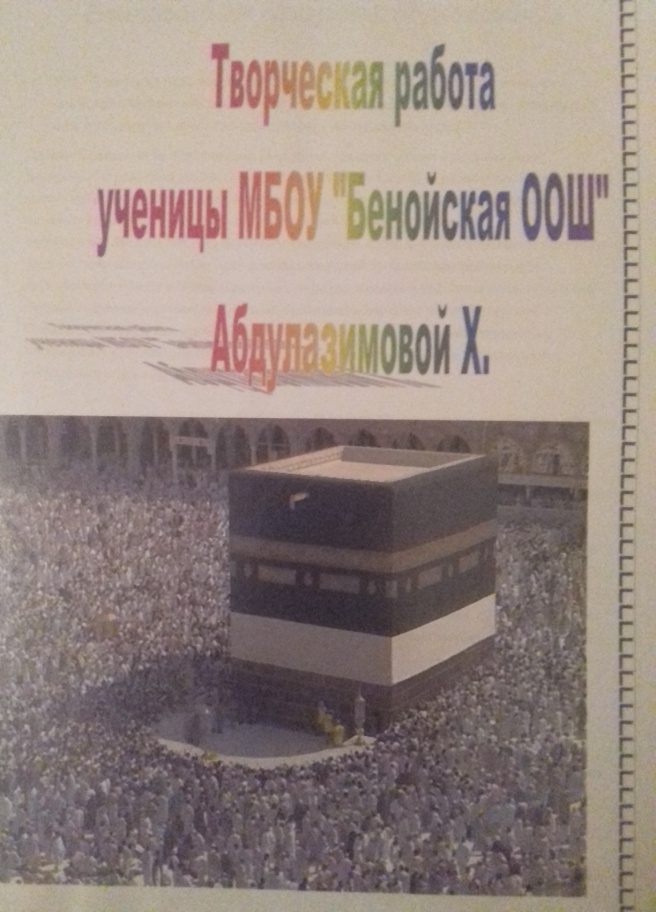 Творческая работа
ученицы МБОУ "Бенойская ООШ"
Абдулазимовой Х.